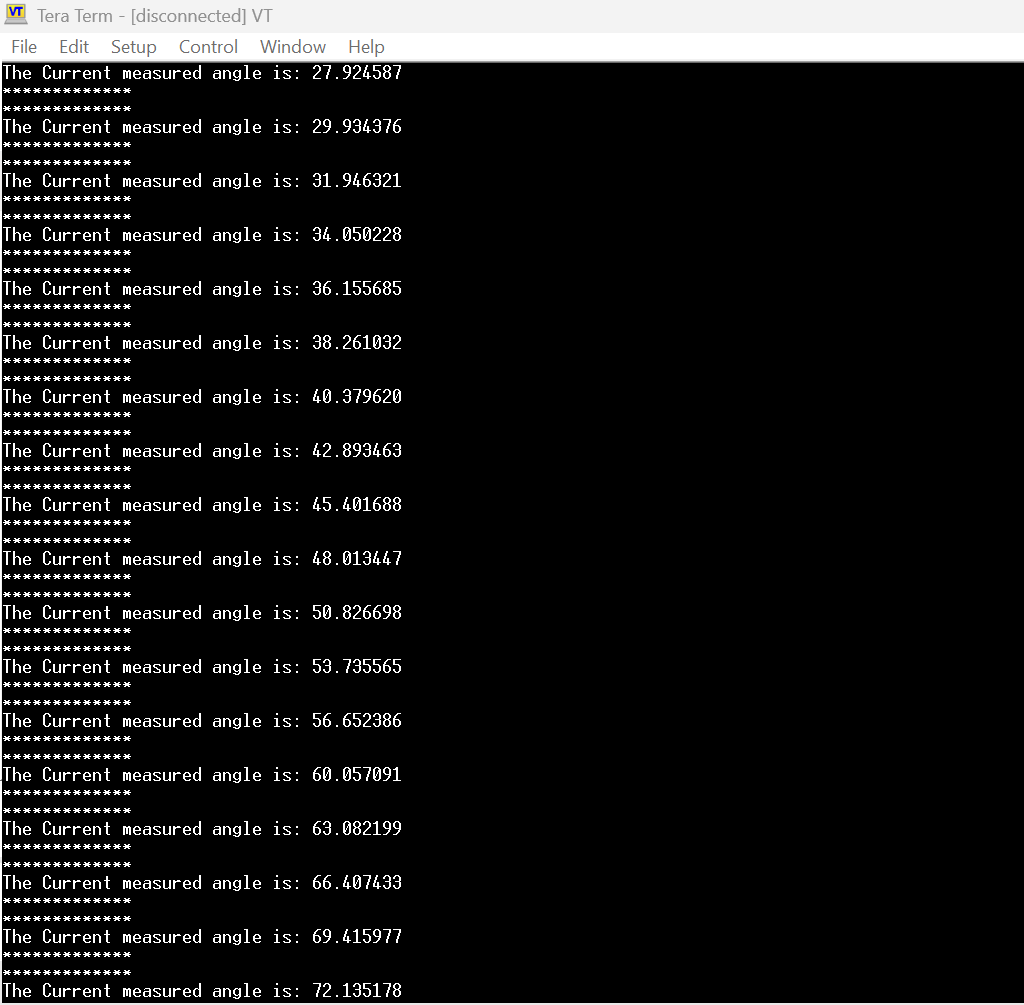 VT Tera Term - [disconnected] VT
File Edit Setup Control Window Help
The Current measured angle is: 27.924587
*************
*************
The Current measured angle is: 29.934376
*************
*************
The Current measured angle is: 31.946321
*************
*************
The Current measured angle is: 34.050228
*************
*************
The Current measured angle is: 36.155685
*************
*************
The Current measured angle is: 38.261032
*************
*************
The Current measured angle is: 40.379620
*************
*************
The Current measured angle is: 42.893463
*************
*************
The Current measured angle is: 45.401688
*************
*************
The Current measured angle is: 48.013447
*************
*************
The Current measured angle is: 50.826698
*************
*************
The Current measured angle is: 53.735565
*************
*************
The Current measured angle is: 56.652386
*************
*************
The Current measured angle is: 60.057091
*************
*************
The Current measured angle is: 63.082199
*************
*************
The Current measured angle is: 66.407433
*************
*************
The Current measured angle is: 69.415977
*************
*************
The Current measured angle is: 72.135178